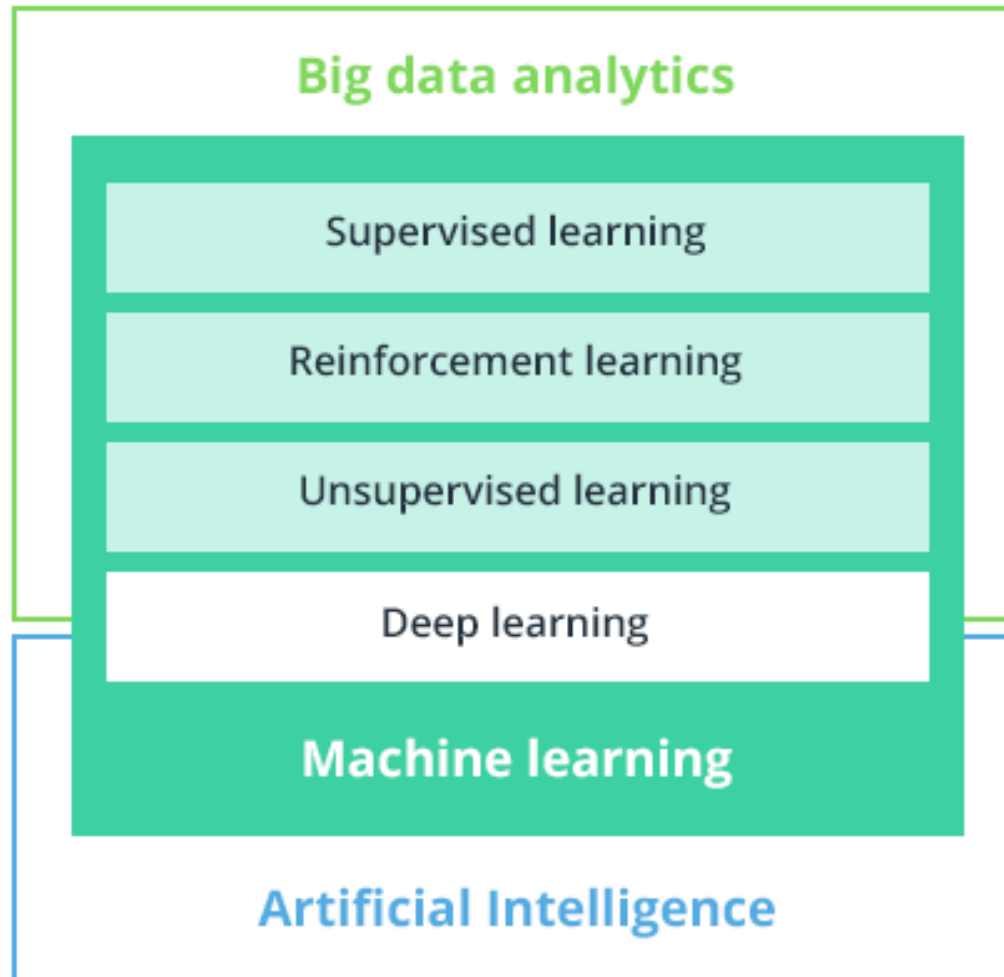 Big data analytics
Supervised learning
Reinforcement learning
Unsupervised learning
Deep learning
Machine learning
Artificial Intelligence